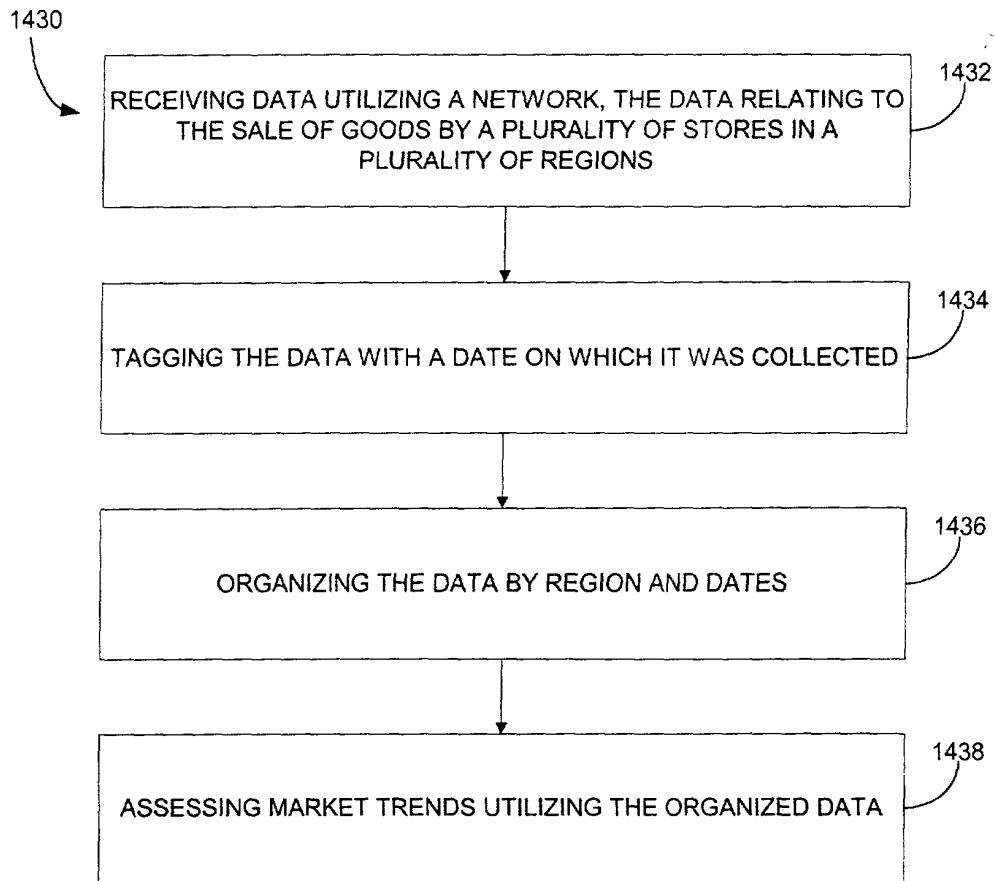 1430
1432
RECEIVING DATA UTILIZING A NETWORK, THE DATA RELATING TO
THE SALE OF GOODS BY A PLURALITY OF STORES IN A
PLURALITY OF REGIONS
1434
TAGGING THE DATA WITH A DATE ON WHICH IT WAS COLLECTED
1436
ORGANIZING THE DATA BY REGION AND DATES
1438
ASSESSING MARKET TRENDS UTILIZING THE ORGANIZED DATA